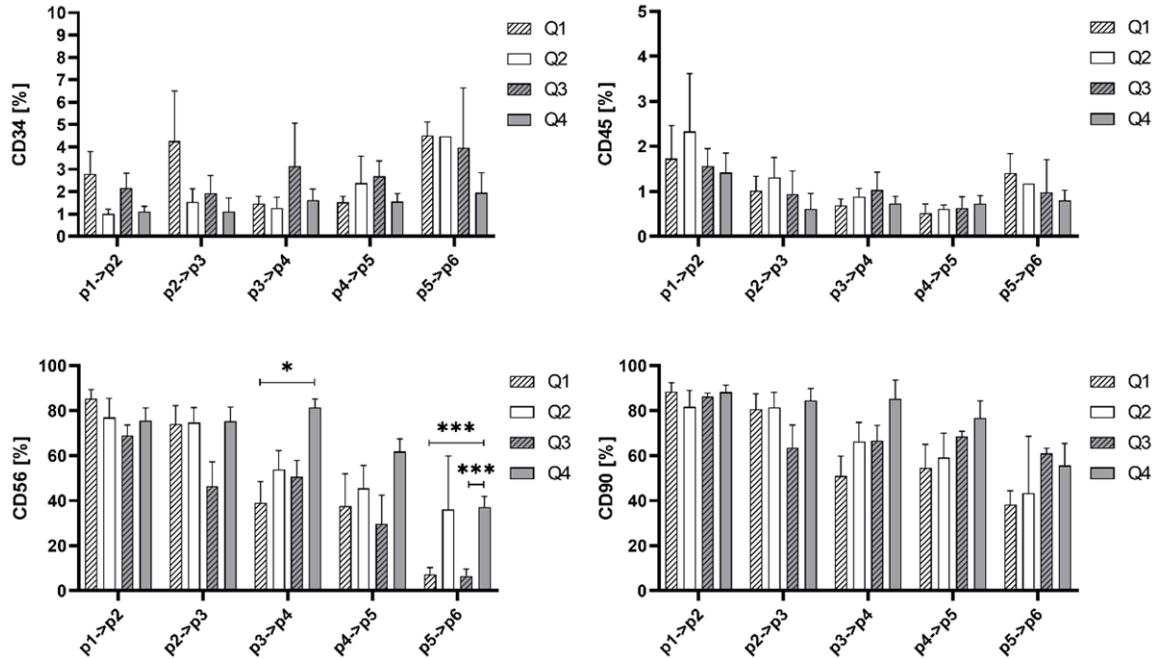 CD34 [%]
10
9
8
7
6
5
4
3
2
1
0
p1->p2
p2->p3
p3->p4
p4->p5
p5->p6
Q1
Q2
Q3
Q4
CD45 [%]
5
4
3
2
1
0
p1->p2
p2->p3
p3->p4
p4->p5
p5->p6
Q1
Q2
Q3
Q4
CD56 [%]
100
80
60
40
20
0
*
***
***
p1->p2
p2->p3
p3->p4
p4->p5
p5->p6
Q1
Q2
Q3
Q4
CD90 [%]
100
80
60
40
20
0
p1->p2
p2->p3
p3->p4
p4->p5
p5->p6
Q1
Q2
Q3
Q4